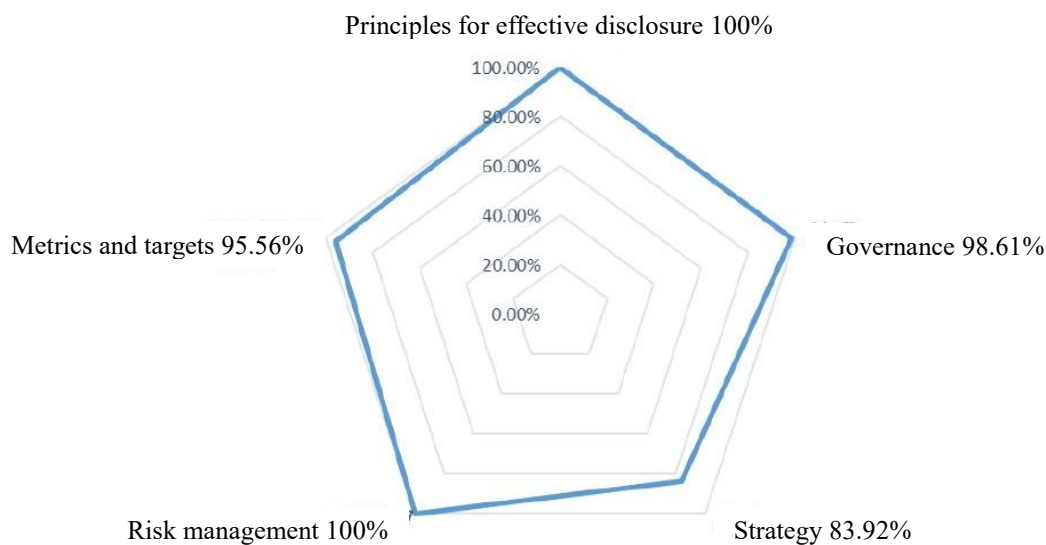 Principles for effective disclosure 100%
100.00%
80.00%
60.00%
40.00%
20.00%
0.00%
Metrics and targets 95.56%
Governance 98.61%
Risk management 100%
Strategy 83.92%